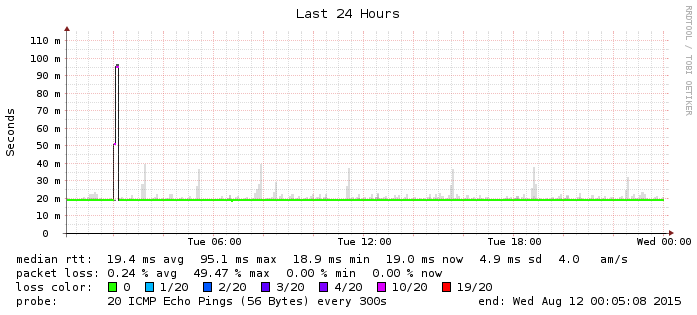 Last 24 Hours
RRDTOOL / TOBI OETIKER
Seconds
110 m
100 m
90 m
80 m
70 m
60 m
50 m
40 m
30 m
20 m
10 m
0
Tue 06:00 Tue 12:00 Tue 18:00 Wed 00:00
median rtt: 19.4 ms avg 95.1 ms max 18.9 ms min 19.0 ms now 4.9 ms sd 4.0 am/s
packet loss: 0.24 % avg 49.47 % max 0.00 % min 0.00 % now
loss color: 0 1/20 2/20 3/20 4/20 10/20 19/20
probe: 20 ICMP Echo Pings (56 Bytes) every 300s end: Wed Aug 12 00:05:08 2015